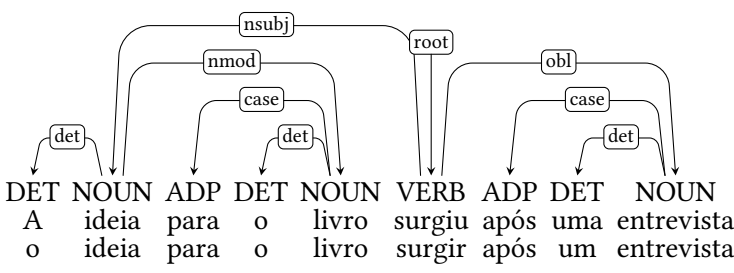 nsubj
root
nmod obl
case case
det det det
DET NOUN ADP DET NOUN VERB ADP DET NOUN
A ideia para o livro surgiu após uma entrevista
o ideia para o livro surgir após um entrevista